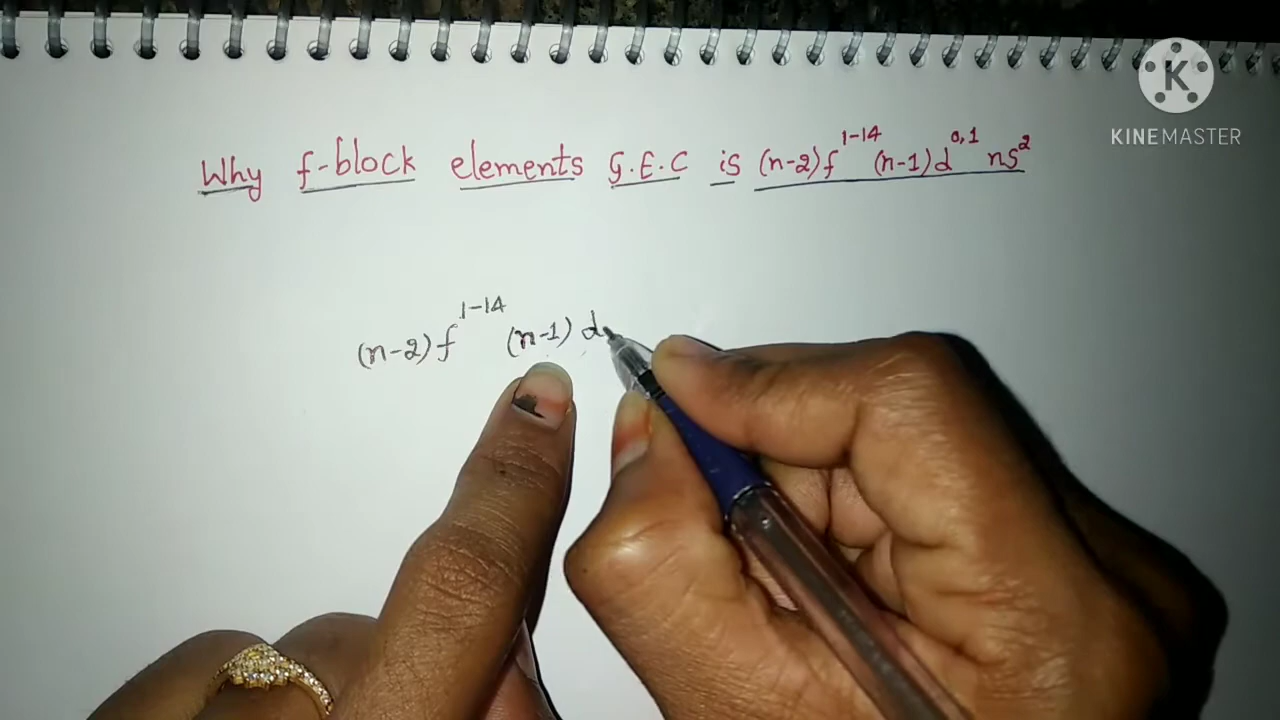 K
KINEMASTER
Why f-block elements G.E.C is (n-2)f¹⁻¹⁴ (n-1)d⁰,¹ ns²
(n-2)f¹⁻¹⁴ (n-1)d